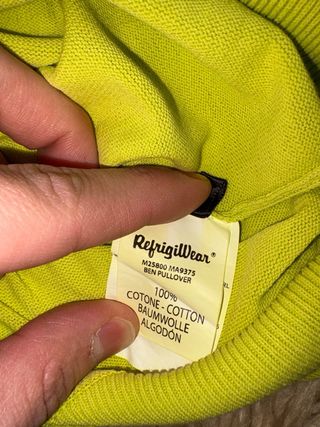 RefrigiWear®
M25800 MA9375
BEN PULLOVER
100%
COTONE - COTTON
BAUMWOLLE
ALGODÓN